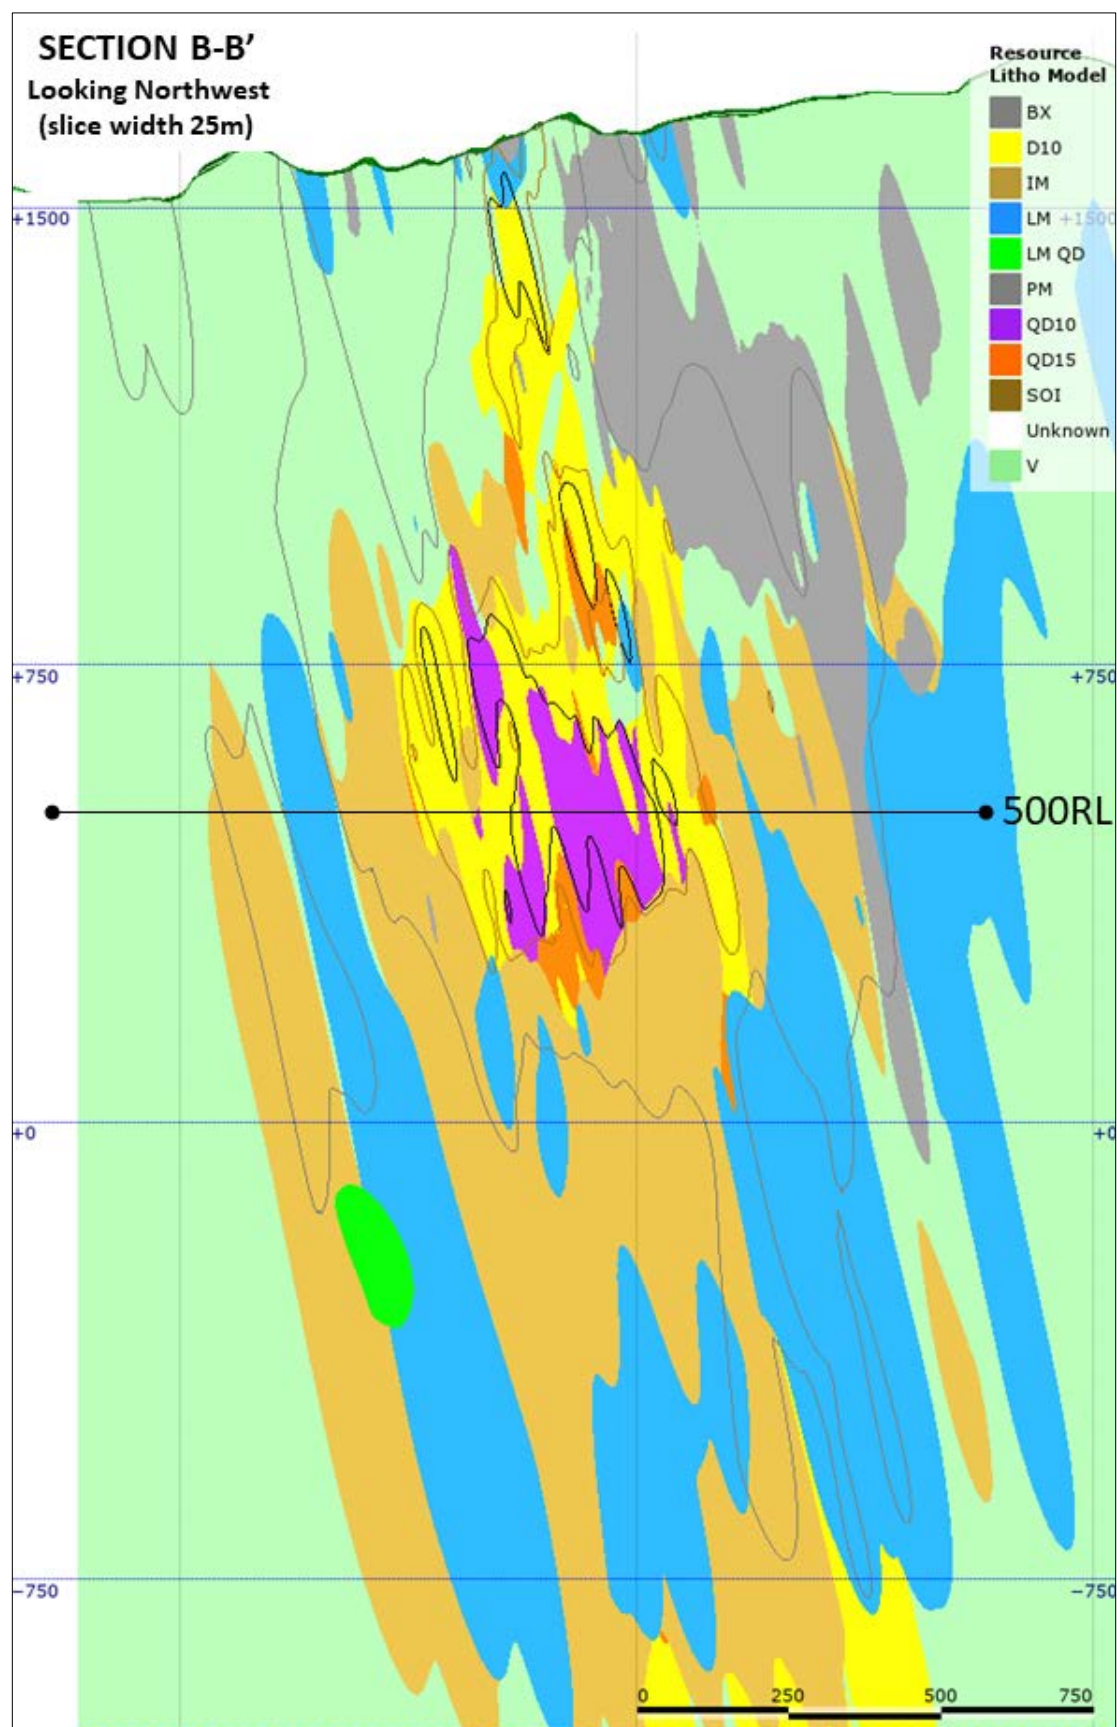 SECTION B-B’
Looking Northwest
(slice width 25m)
Resource
Litho Model
BX
D10
IM
LM
LM QD
PM
QD10
QD15
SOI
Unknown
V
+1500
+1500
+750
+750
500RL
+0
+0
−750
−750
0 250 500 750